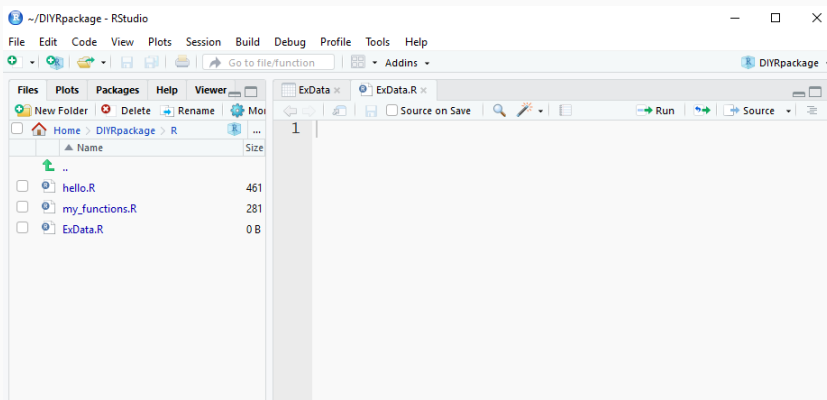 ~/DIYRpackage - RStudio
File Edit Code View Plots Session Build Debug Profile Tools Help
Go to file/function Addins DIYRpackage
Files Plots Packages Help Viewer
New Folder Delete Rename Mor
Home DIYRpackage R ...
Name Size
..
hello.R 461
my_functions.R 281
ExData.R 0 B
ExData ExData.R
Source on Save Run Source
1